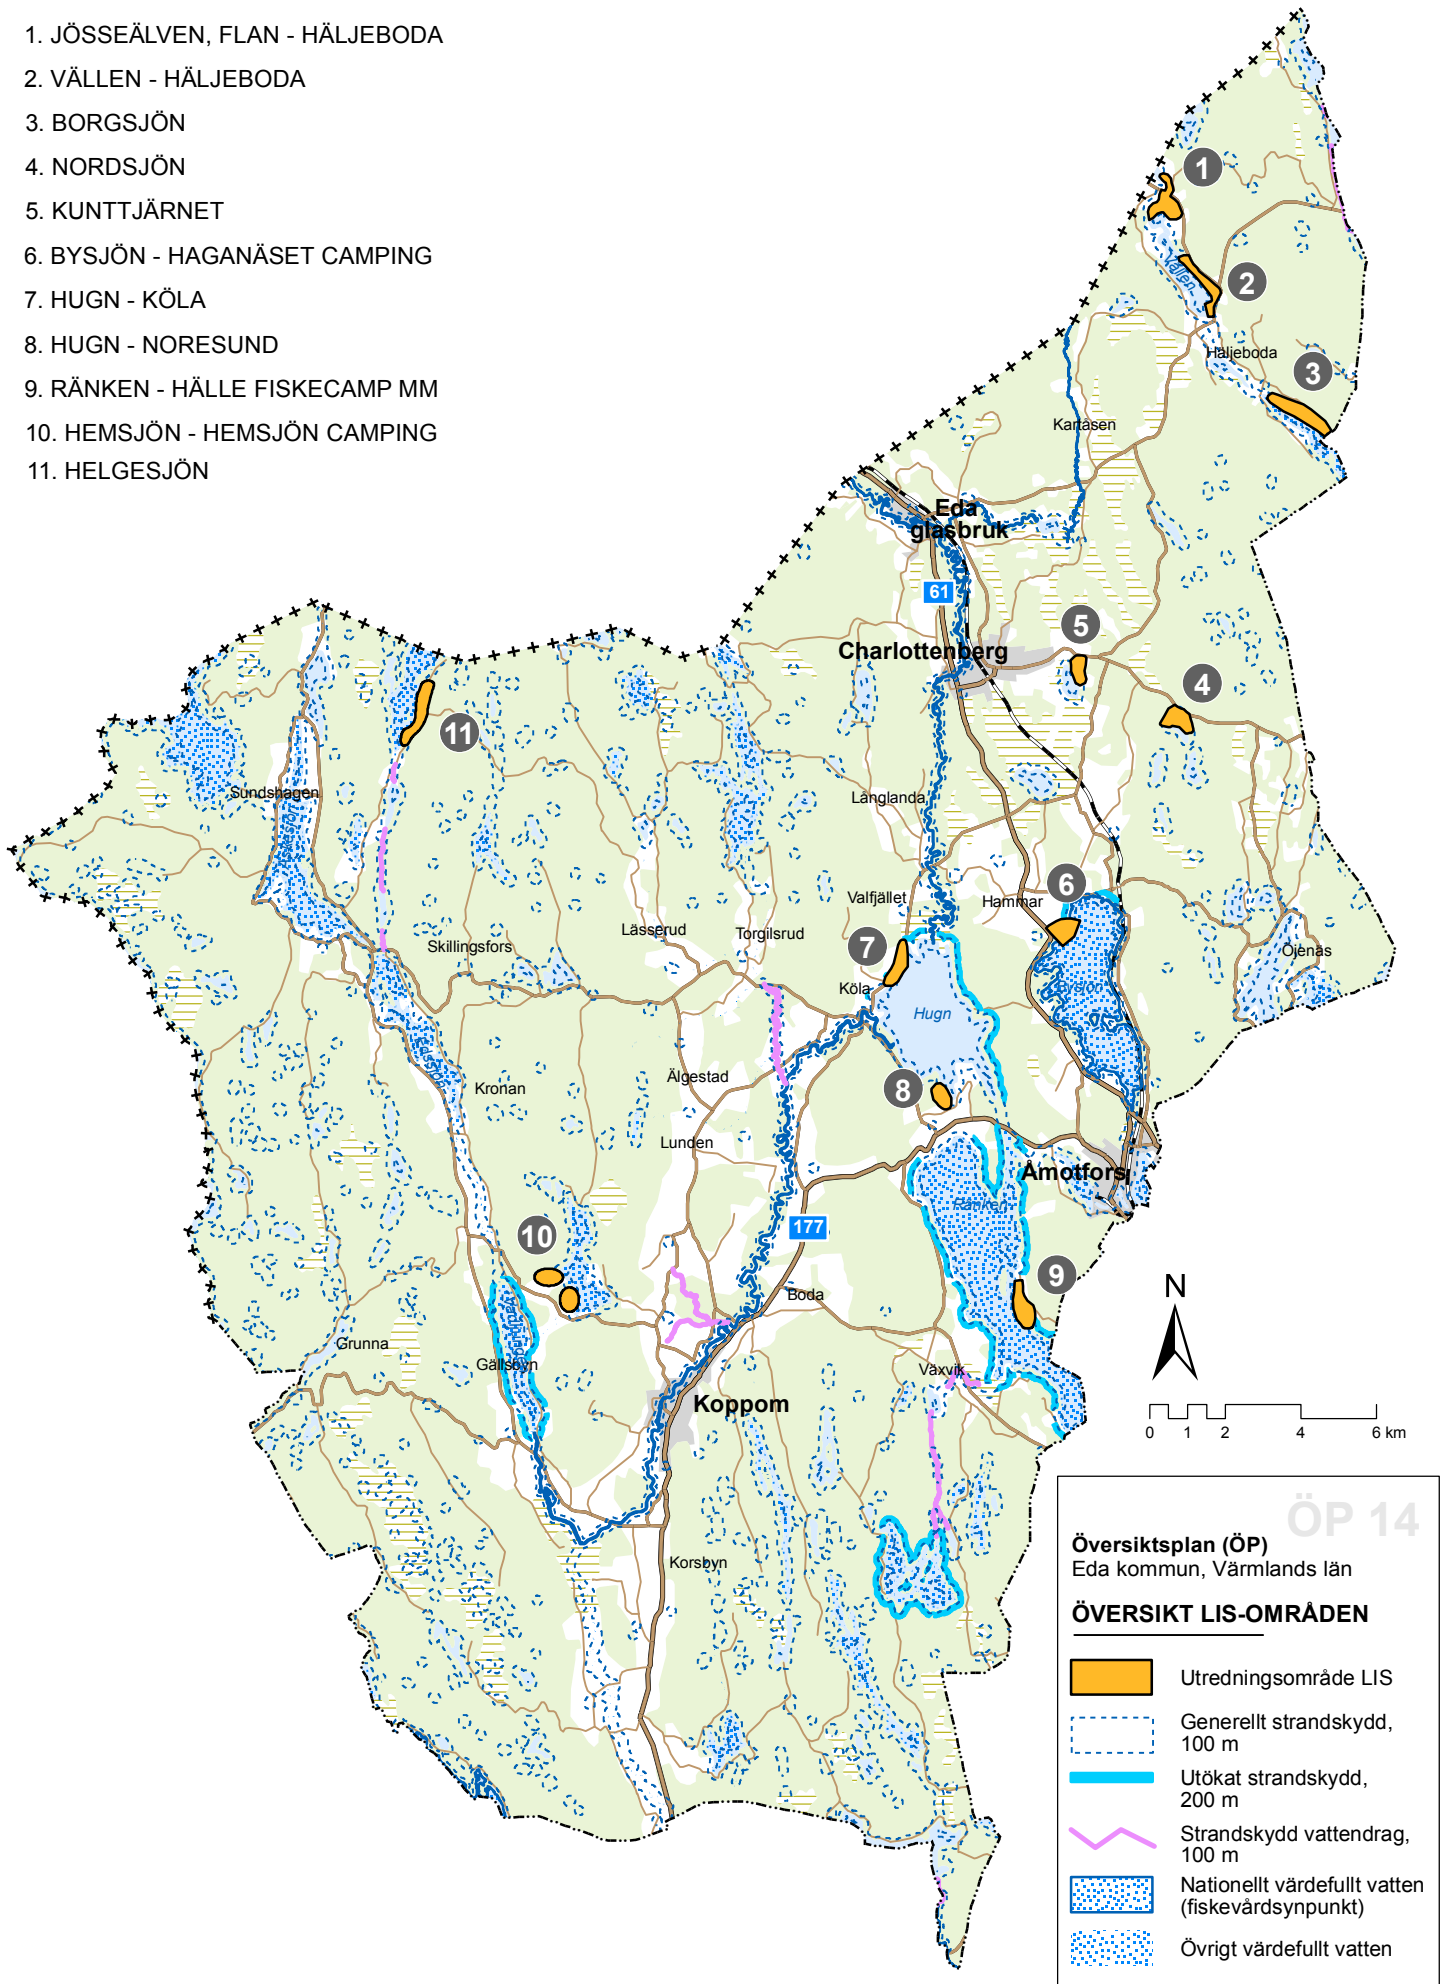 1. JÖSSEÄLVEN, FLAN - HÄLJEBODA
2. VÄLLEN - HÄLJEBODA
3. BORGSJÖN
4. NORDSJÖN
5. KUNTTJÄRNET
6. BYSJÖN - HAGANÄSET CAMPING
7. HUGN - KÖLA
8. HUGN - NORESUND
9. RÄNKEN - HÄLLE FISKECAMP MM
10. HEMSJÖN - HEMSJÖN CAMPING
11. HELGESJÖN
1
Vällen
2
Häljeboda
3
Kartåsen
Eda
glasbruk
61
5
Charlottenberg
4
11
Sundshagen
Långlanda
6
Valfjället
Hammar
Lässerud
Torgilsrud
7
Skillingsfors
Öjenäs
Köla
Bysjön
Hugn
Kronan
Älgestad
8
Lunden
Åmotfors
Ränken
177
10
9
Boda
N
Grunna
Gällsbyn
Växvik
Koppom
0 1 2 4 6 km
Korsbyn
ÖP 14
Översiktsplan (ÖP)
Eda kommun, Värmlands län
ÖVERSIKT LIS-OMRÅDEN
Utredningsområde LIS
Generellt strandskydd,
100 m
Utökat strandskydd,
200 m
Strandskydd vattendrag,
100 m
Nationellt värdefullt vatten
(fiskevårdsynpunkt)
Övrigt värdefullt vatten